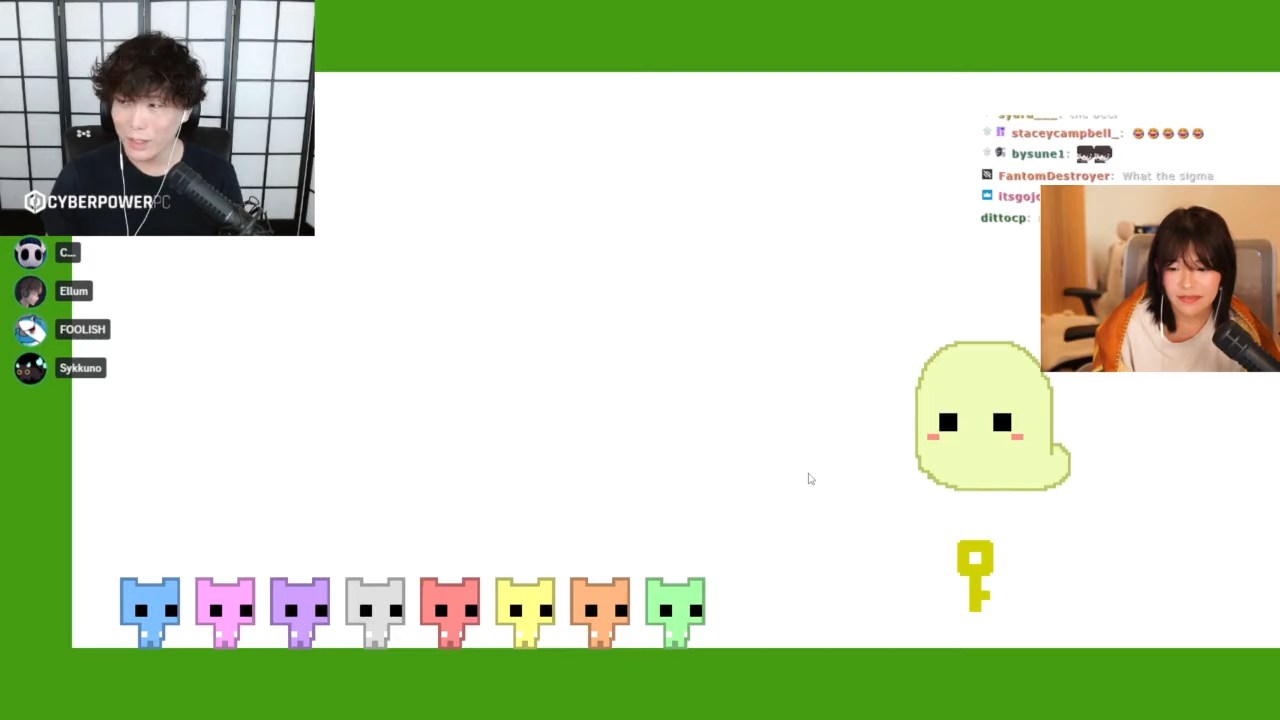 staceycampbell_:
bysune1:
FantomDestroyer: What the sigma
dittocp:
CYBERPOWERPC
C...
Ellum
FOOLISH
Sykkuno